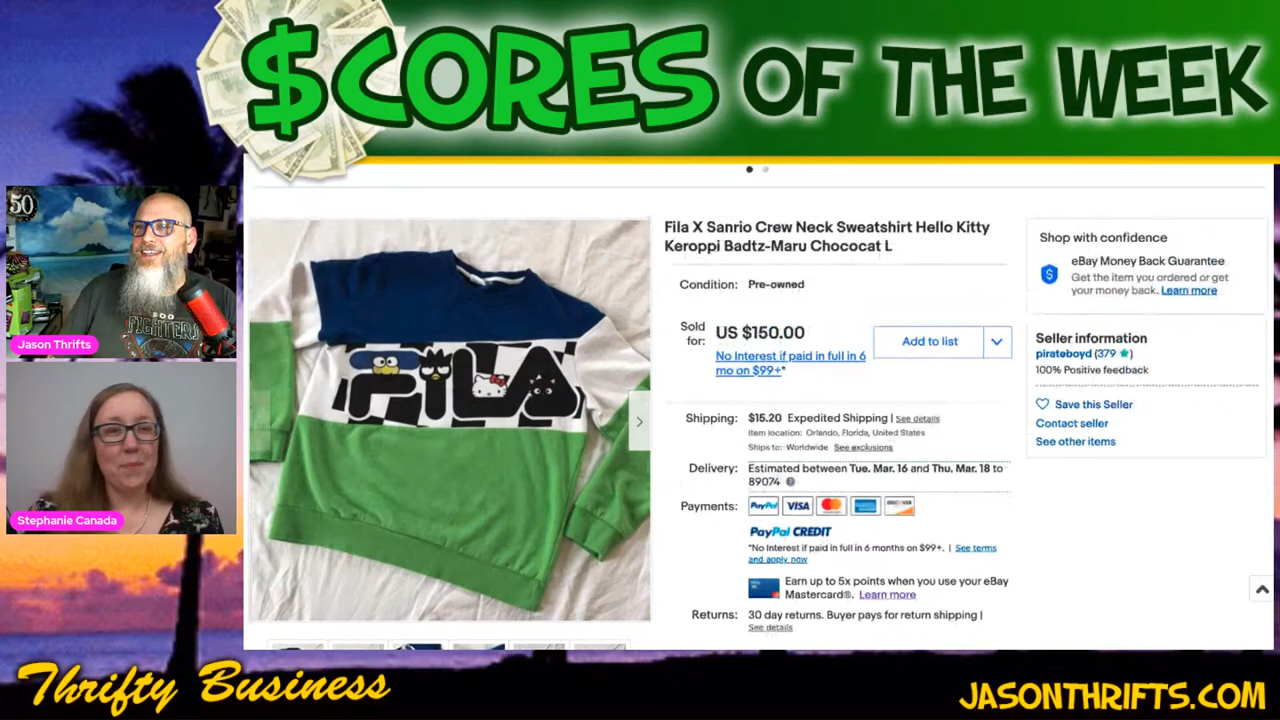 $CORES OF THE WEEK
50
FOO
FIGHTERS
Jason Thrifts
Stephanie Canada
FILA
Fila X Sanrio Crew Neck Sweatshirt Hello Kitty
Keroppi Badtz-Maru Chococat L
Condition: Pre-owned
Sold for: US $150.00
No Interest if paid in full in 6
mo on $99+*
Add to list
Shipping: $15.20 Expedited Shipping | See details
Item location: Orlando, Florida, United States
Ships to: Worldwide See exclusions
Delivery: Estimated between Tue. Mar. 16 and Thu. Mar. 18 to
89074
Payments: PayPal VISA
DISCOVER
PayPal CREDIT
*No Interest if paid in full in 6 months on $99+. | See terms
and apply now
Earn up to 5x points when you use your eBay
Mastercard®. Learn more
Returns: 30 day returns. Buyer pays for return shipping |
See details
Shop with confidence
eBay Money Back Guarantee
Get the item you ordered or get
your money back. Learn more
Seller information
pirateboyd (379)
100% Positive feedback
Save this Seller
Contact seller
See other items
Thrifty Business
JASONTHRIFTS.COM